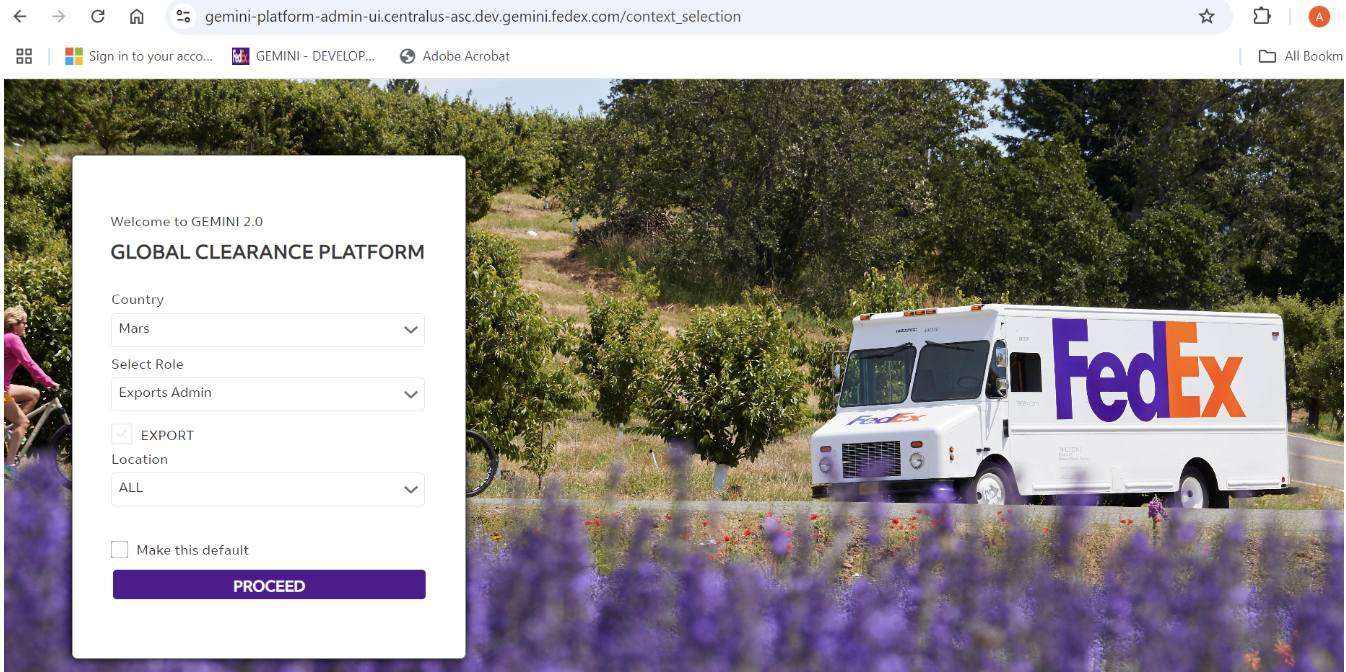 gemini-platform-admin-ui.centralus-asc.dev.gemini.fedex.com/context_selection
A
Sign in to your acco...
FedEx
GEMINI - DEVELOP...
Adobe Acrobat
All Bookm
Welcome to GEMINI 2.0
GLOBAL CLEARANCE PLATFORM
Country
Mars
Select Role
Exports Admin
EXPORT
Location
ALL
Make this default
PROCEED
FedEx
FedEx